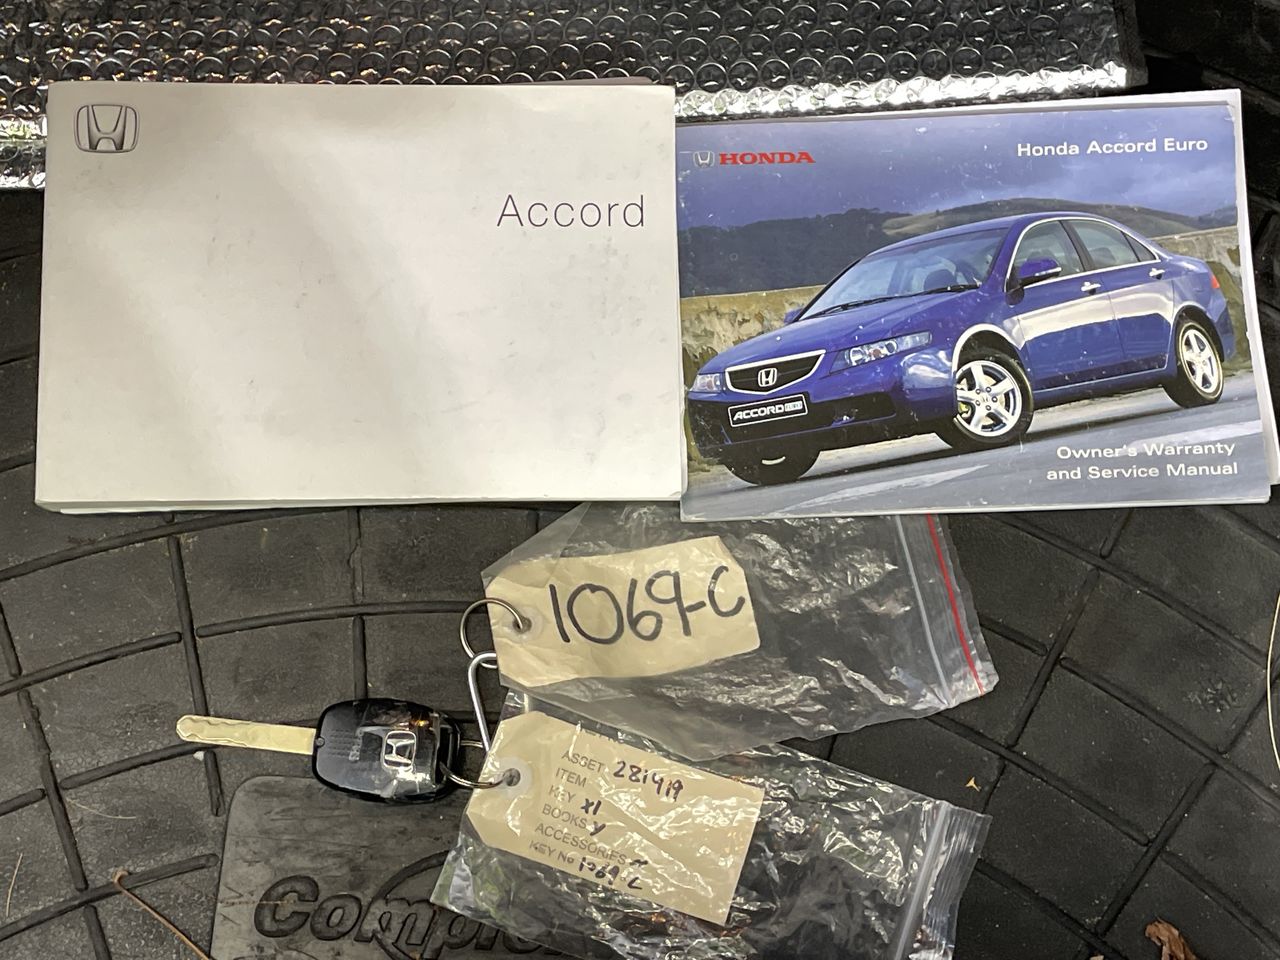 Accord
HONDA
Honda Accord Euro
ACCORD EURO
Owner's Warranty
and Service Manual
1069-C
ASSET 281419
ITEM
KEY X1
BOOKS Y
ACCESSORIES ~
KEY No 1069-C